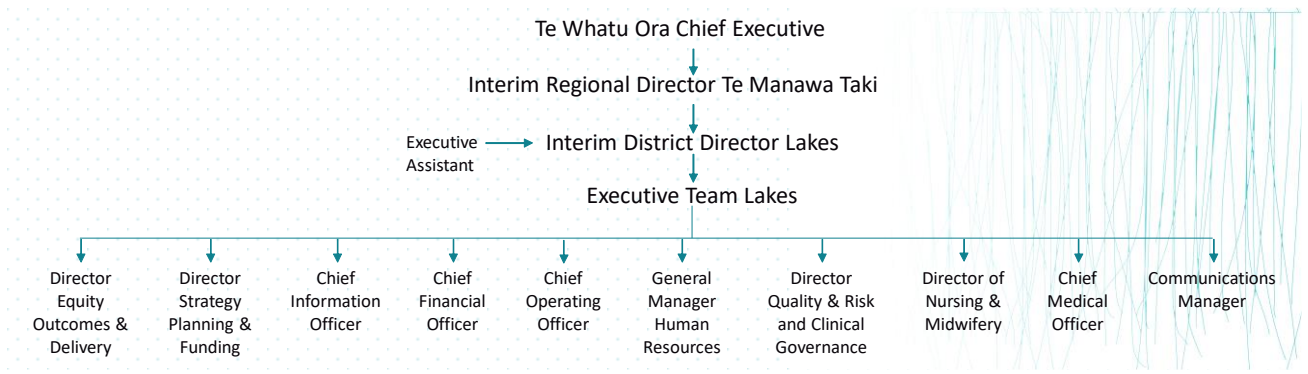 Te Whatu Ora Chief Executive
Interim Regional Director Te Manawa Taki
Executive
Assistant
Interim District Director Lakes
Executive Team Lakes
Director
Equity
Outcomes &
Delivery
Director
Strategy
Planning &
Funding
Chief
Information
Officer
Chief
Financial
Officer
Chief
Operating
Officer
General
Manager
Human
Resources
Director
Quality & Risk
and Clinical
Governance
Director of
Nursing &
Midwifery
Chief
Medical
Officer
Communications
Manager